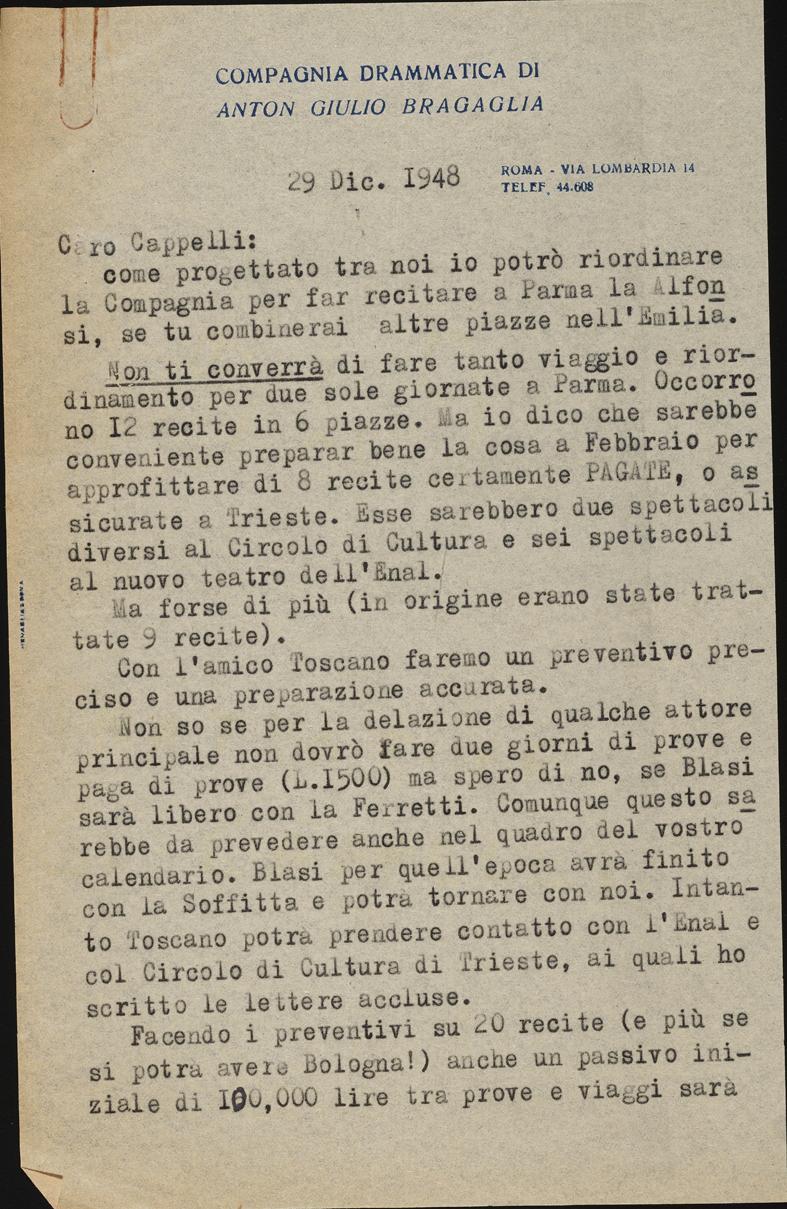 COMPAGNIA DRAMMATICA DI
ANTON GIULIO BRAGAGLIA
29 Dic. I948
ROMA - VIA LOMBARDIA 14
TELEF. 44.608
Caro Cappelli:
come progettato tra noi io potrò riordinare
la Compagnia per far recitare a Parma la Alfon
si, se tu combinerai altre piazze nell'Emilia.
Non ti converrà di fare tanto viaggio e rior-
dinamento per due sole giornate a Parma. Occorro
no I2 recite in 6 piazze. Ma io dico che sarebbe
conveniente preparar bene la cosa a Febbraio per
approfittare di 8 recite certamente PAGATE, o as
sicurate a Trieste. Esse sarebbero due spettacoli
diversi al Circolo di Cultura e sei spettacoli
al nuovo teatro dell'Enal.
Ma forse di più (in origine erano state trat-
tate 9 recite).
Con l'amico Toscano faremo un preventivo pre-
ciso e una preparazione accurata.
Non so se per la delazione di qualche attore
principale non dovrò fare due giorni di prove e
paga di prove (L.I500) ma spero di no, se Blasi
sarà libero con la Ferretti. Comunque questo sa
rebbe da prevedere anche nel quadro del vostro
calendario. Blasi per quell'epoca avrà finito
con la Soffitta e potrà tornare con noi. Intan-
to Toscano potrà prendere contatto con l'Enal e
col Circolo di Cultura di Trieste, ai quali ho
scritto le lettere accluse.
Facendo i preventivi su 20 recite (e più se
si potrà avere Bologna!) anche un passivo ini-
ziale di I00,000 lire tra prove e viaggi sarà